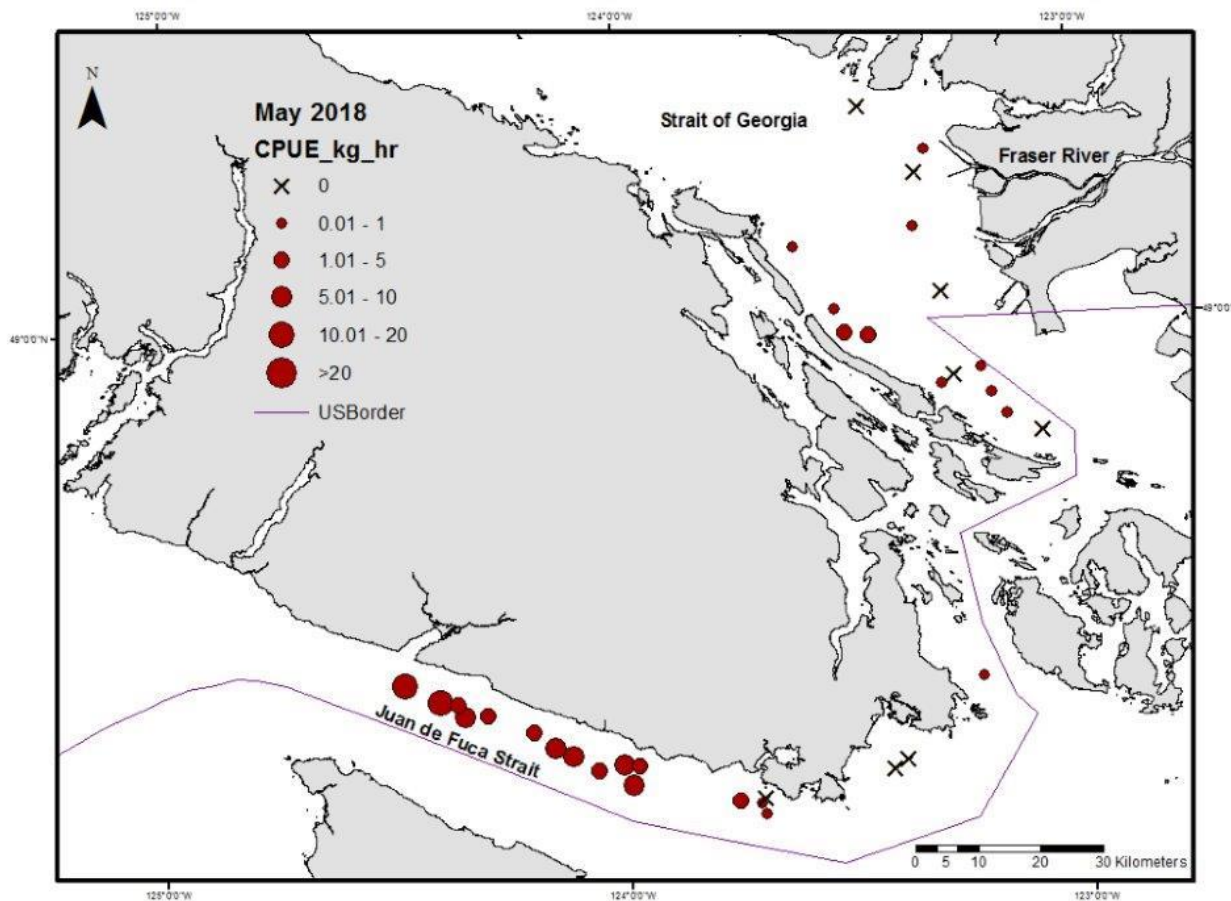 125°0'0"W 124°0'0"W 123°0'0"W
N
May 2018
CPUE_kg_hr
0
0.01 - 1
1.01 - 5
5.01 - 10
10.01 - 20
>20
USBorder
Strait of Georgia
Fraser River
49°0'0"N
49°0'0"N
Juan de Fuca Strait
0 5 10 20 30 Kilometers
125°0'0"W 124°0'0"W 123°0'0"W